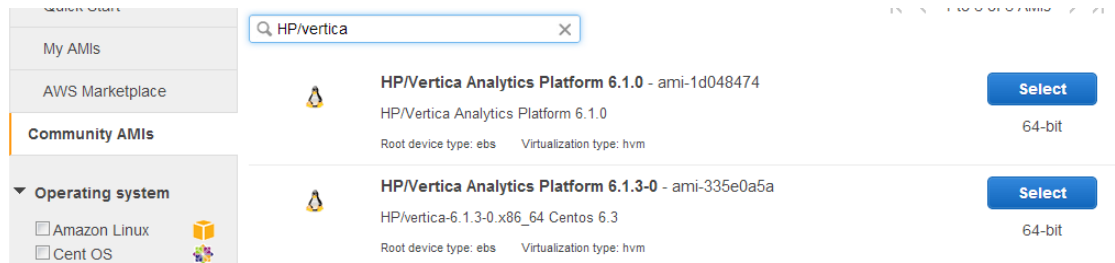 Quick Start
My AMIs
AWS Marketplace
Community AMIs
Operating system
Amazon Linux
Cent OS
HP/vertica
HP/Vertica Analytics Platform 6.1.0 - ami-1d048474
HP/Vertica Analytics Platform 6.1.0
Root device type: ebs Virtualization type: hvm
Select
64-bit
HP/Vertica Analytics Platform 6.1.3-0 - ami-335e0a5a
HP/vertica-6.1.3-0.x86_64 Centos 6.3
Root device type: ebs Virtualization type: hvm
Select
64-bit